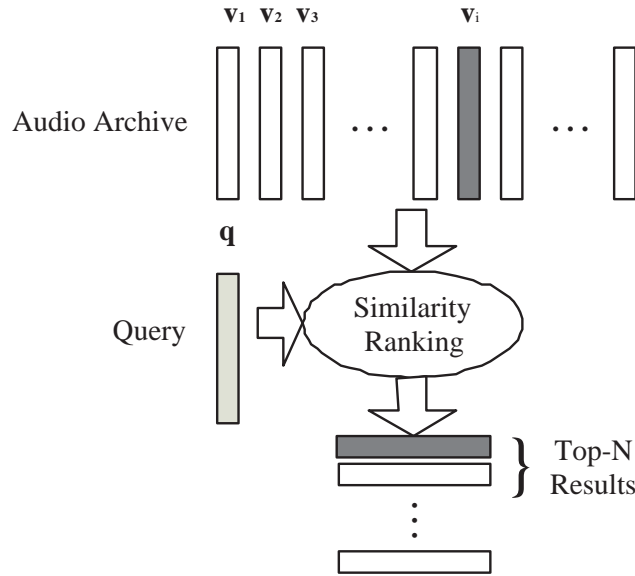 v1 v2 v3 vi
Audio Archive ... ...
q
Query
Similarity
Ranking
Top-N
Results